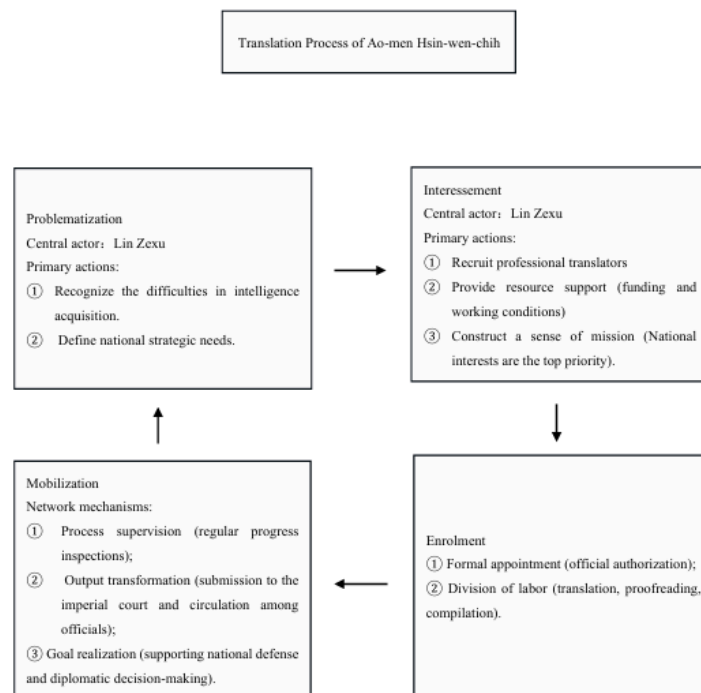 Translation Process of Ao-men Hsin-wen-chih
Problematization
Central actor：Lin Zexu
Primary actions:
① Recognize the difficulties in intelligence
acquisition.
② Define national strategic needs.
Interessement
Central actor：Lin Zexu
Primary actions:
① Recruit professional translators
② Provide resource support (funding and
working conditions)
③ Construct a sense of mission (National
interests are the top priority).
Mobilization
Network mechanisms:
① Process supervision (regular progress
inspections);
② Output transformation (submission to the
imperial court and circulation among
officials);
③ Goal realization (supporting national defense
and diplomatic decision-making).
Enrolment
① Formal appointment (official authorization);
② Division of labor (translation, proofreading,
compilation).